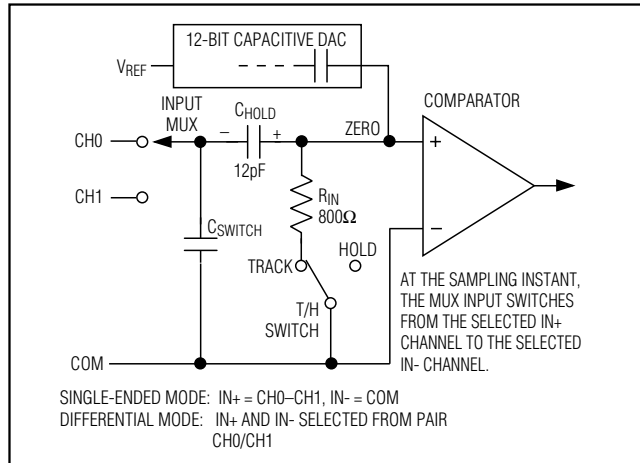 12-BIT CAPACITIVE DAC
VREF
COMPARATOR
INPUT
MUX
CHOLD
ZERO
– +
+
CH0
12pF
RIN
800Ω
CH1
–
CSWITCH
HOLD
TRACK
AT THE SAMPLING INSTANT,
THE MUX INPUT SWITCHES
FROM THE SELECTED IN+
CHANNEL TO THE SELECTED
IN- CHANNEL.
T/H
SWITCH
COM
SINGLE-ENDED MODE: IN+ = CH0–CH1, IN- = COM
DIFFERENTIAL MODE: IN+ AND IN- SELECTED FROM PAIR
CH0/CH1